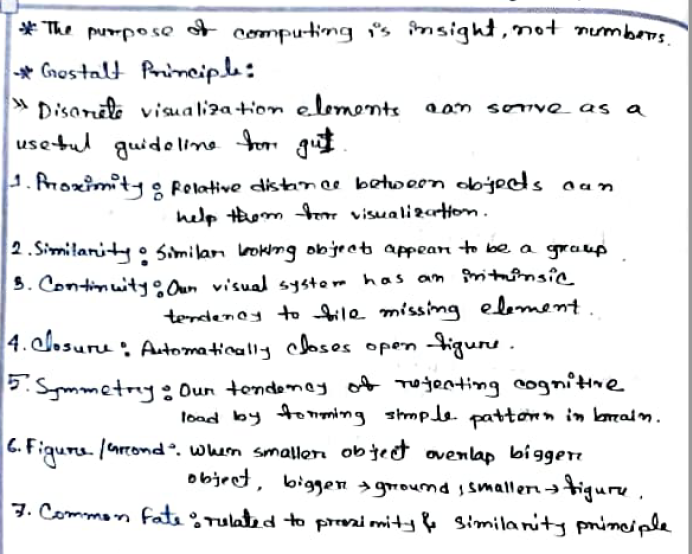 * The purpose of computing is insight, not numbers.
* Gestalt Principle:
» Discrete visualization elements can serve as a
useful guideline for gut.
1. Proximity : Relative distance between objects can
help them for visualization.
2. Similarity : Similar looking objects appear to be a group.
3. Continuity : Our visual system has an intrinsic
tendency to file missing element.
4. Closure : Automatically closes open figure.
5. Symmetry : Our tendency of rejecting cognitive
load by forming simple pattern in brain.
6. Figure/Ground : When smaller object overlap bigger
object, bigger → ground, smaller → figure.
7. Common Fate : related to proximity & similarity principle